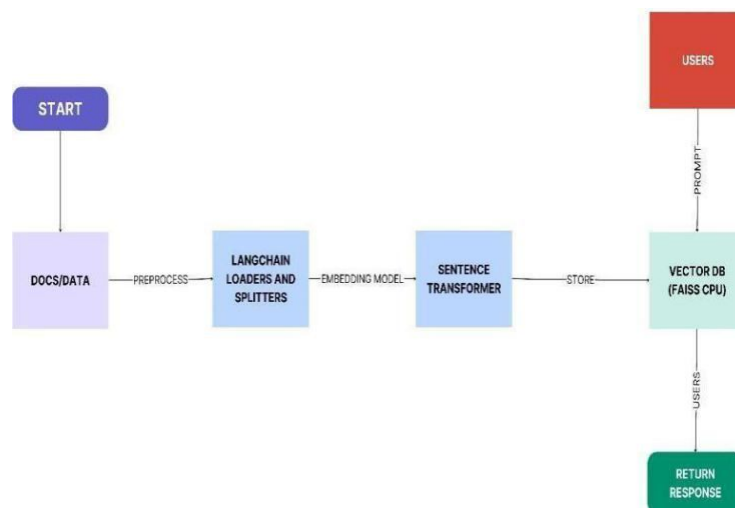 USERS
START
PROMPT
DOCS/DATA
PREPROCESS
LANGCHAIN
LOADERS AND
SPLITTERS
EMBEDDING MODEL
SENTENCE
TRANSFORMER
STORE
VECTOR DB
(FAISS CPU)
USERS
RETURN
RESPONSE